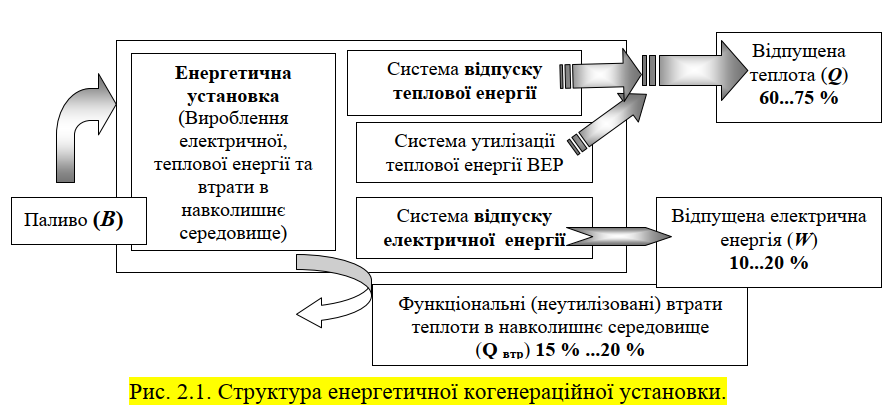 Паливо (B)
Енергетична
установка
(Вироблення
електричної,
теплової енергії та
втрати в
навколишнє
середовище)
Система відпуску
теплової енергії
Система утилізації
теплової енергії ВЕР
Система відпуску
електричної енергії
Відпущена
теплота (Q)
60...75 %
Відпущена електрична
енергія (W)
10...20 %
Функціональні (неутилізовані) втрати
теплоти в навколишнє середовище
(Q втр) 15 % ...20 %
Рис. 2.1. Структура енергетичної когенераційної установки.